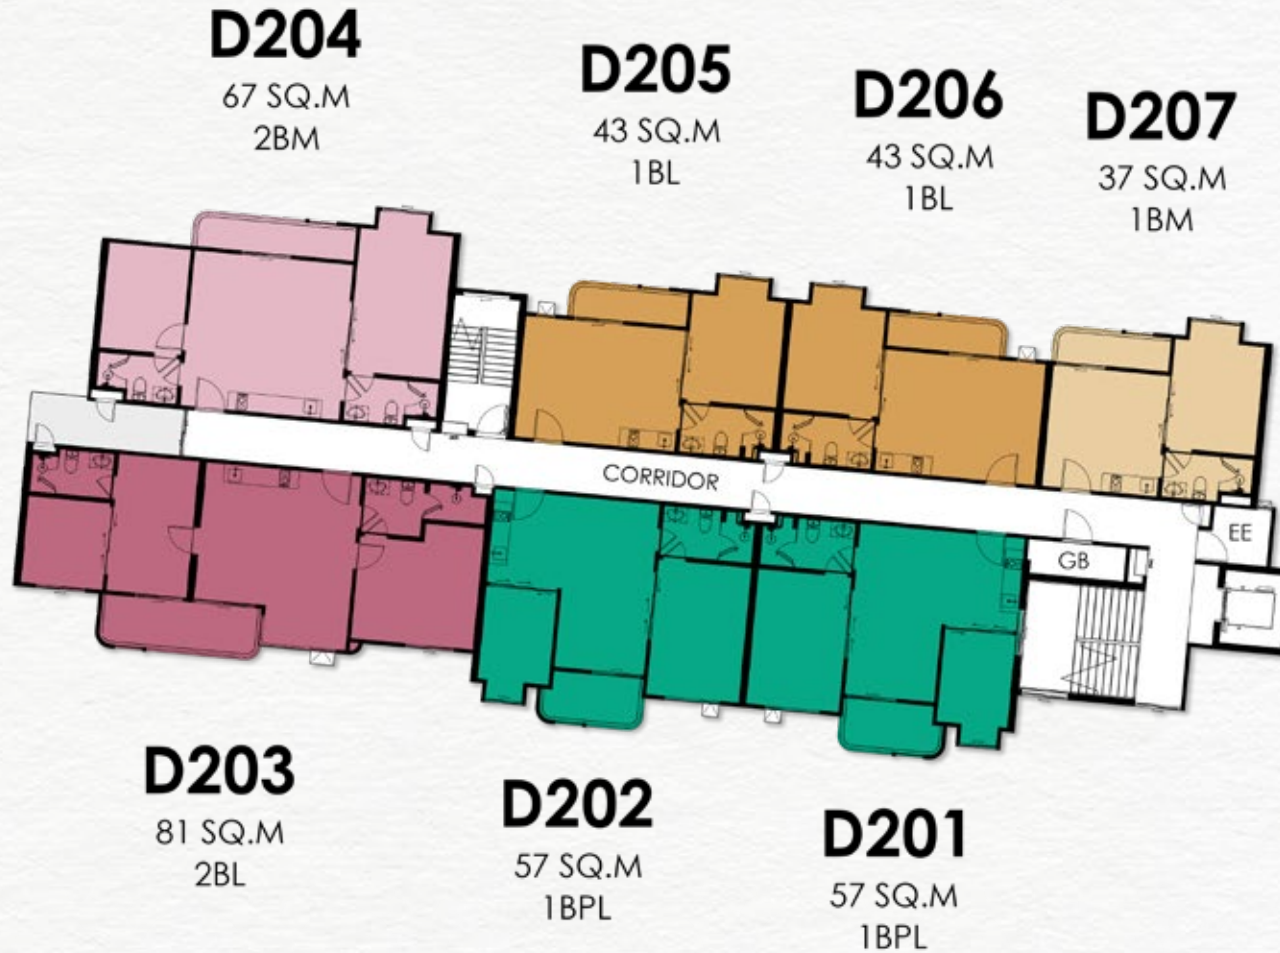 D204
67 SQ.M
2BM
D205
43 SQ.M
1BL
D206
43 SQ.M
1BL
D207
37 SQ.M
1BM
CORRIDOR
EE
GB
D203
81 SQ.M
2BL
D202
57 SQ.M
1BPL
D201
57 SQ.M
1BPL